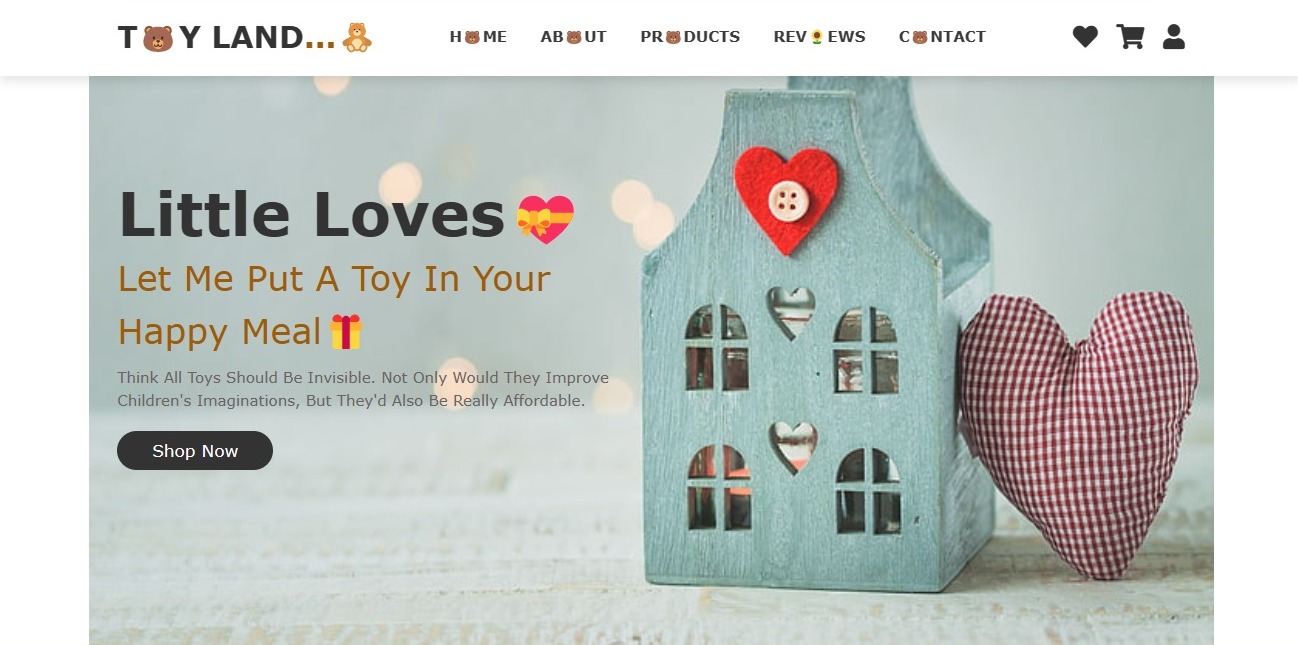 T🐻Y LAND...🧸
H🐻ME AB🐻UT PR🐻DUCTS REV🌻EWS C🐻NTACT
Little Loves 💝
Let Me Put A Toy In Your
Happy Meal🎁
Think All Toys Should Be Invisible. Not Only Would They Improve
Children's Imaginations, But They'd Also Be Really Affordable.
Shop Now